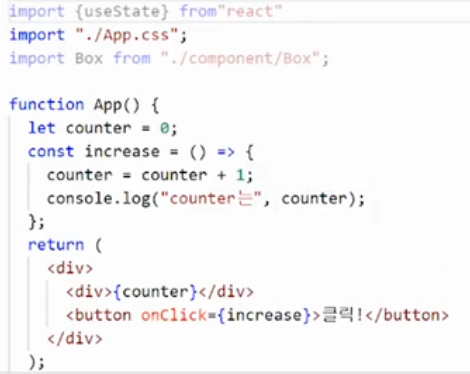 import {useState} from"react"
import "./App.css";
import Box from "./component/Box";
function App() {
let counter = 0;
const increase = () => {
counter = counter + 1;
console.log("counter는", counter);
};
return (
<div>
<div>{counter}</div>
<button onClick={increase}>클릭!</button>
</div>
);